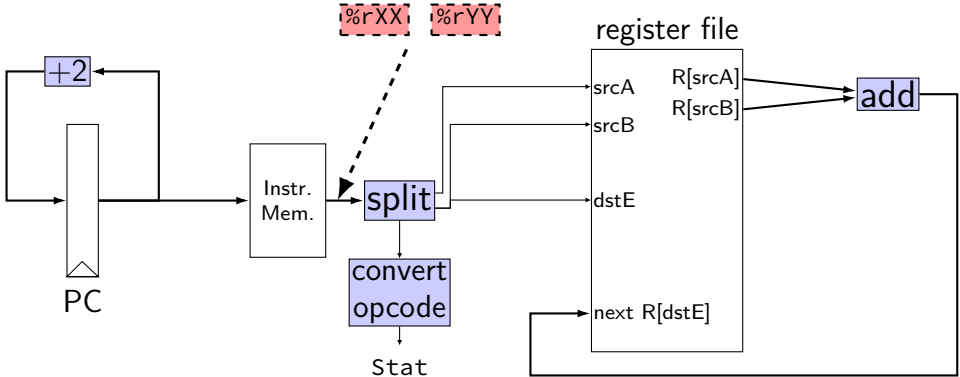 %rXX %rYY
register file
+2
R[srcA]
srcA
add
R[srcB]
srcB
Instr.
Mem.
split
dstE
PC
convert
opcode
next R[dstE]
Stat